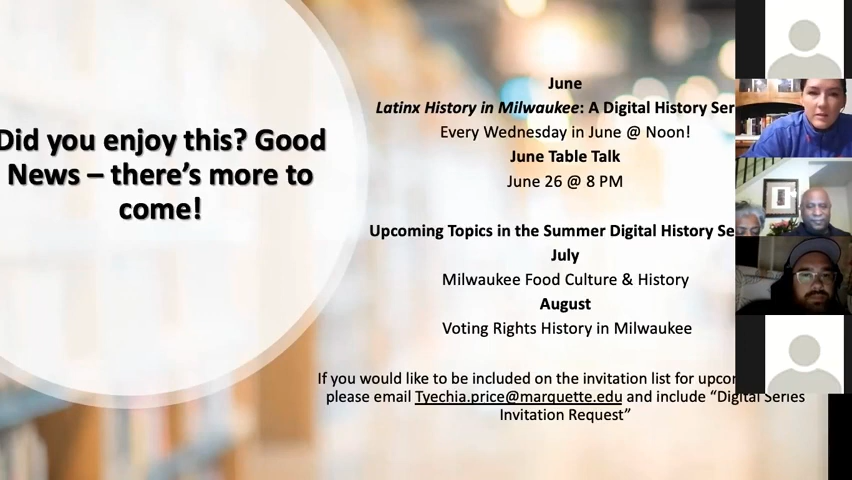 Did you enjoy this? Good
News – there's more to
come!
June
Latinx History in Milwaukee: A Digital History Ser
Every Wednesday in June @ Noon!
June Table Talk
June 26 @ 8 PM
Upcoming Topics in the Summer Digital History Se
July
Milwaukee Food Culture & History
August
Voting Rights History in Milwaukee
If you would like to be included on the invitation list for upcor
please email Tyechia.price@marquette.edu and include “Digital Series
Invitation Request”